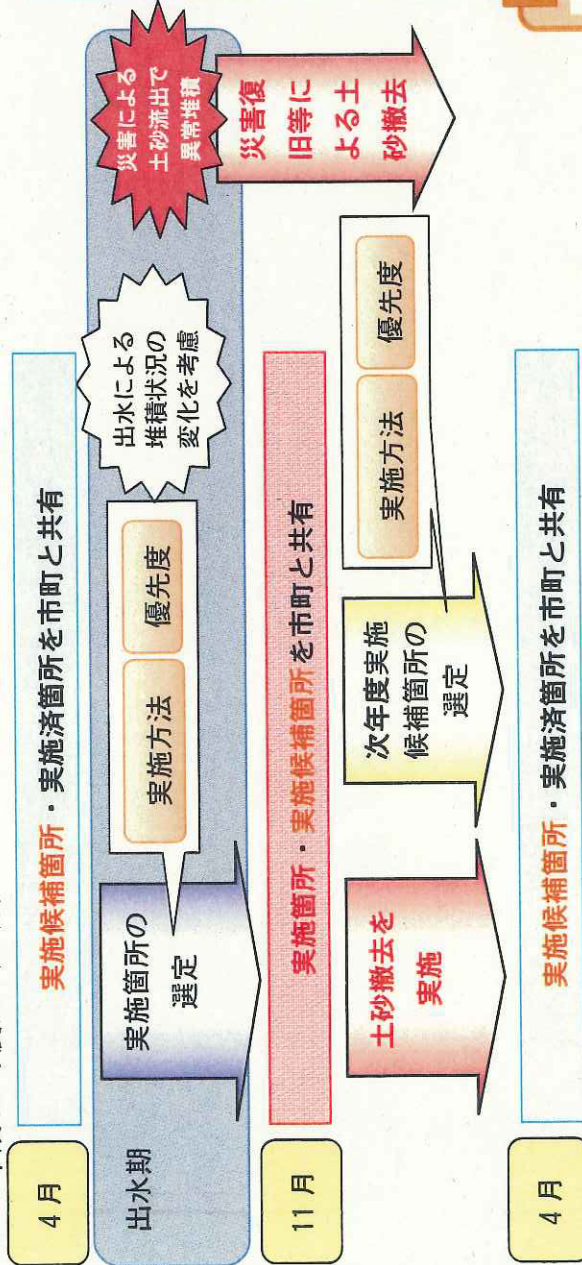 4月
実施候補箇所・実施済箇所を市町と共有
出水期
実施箇所の
選定
実施方法
優先度
出水による
堆積状況の
変化を考慮
災害による
土砂流出で
異常堆積
災害復
旧等に
よる土
砂撤去
11月
実施箇所・実施候補箇所を市町と共有
土砂撤去を
実施
次年度実施
候補箇所の
選定
実施方法
優先度
4月
実施候補箇所・実施済箇所を市町と共有